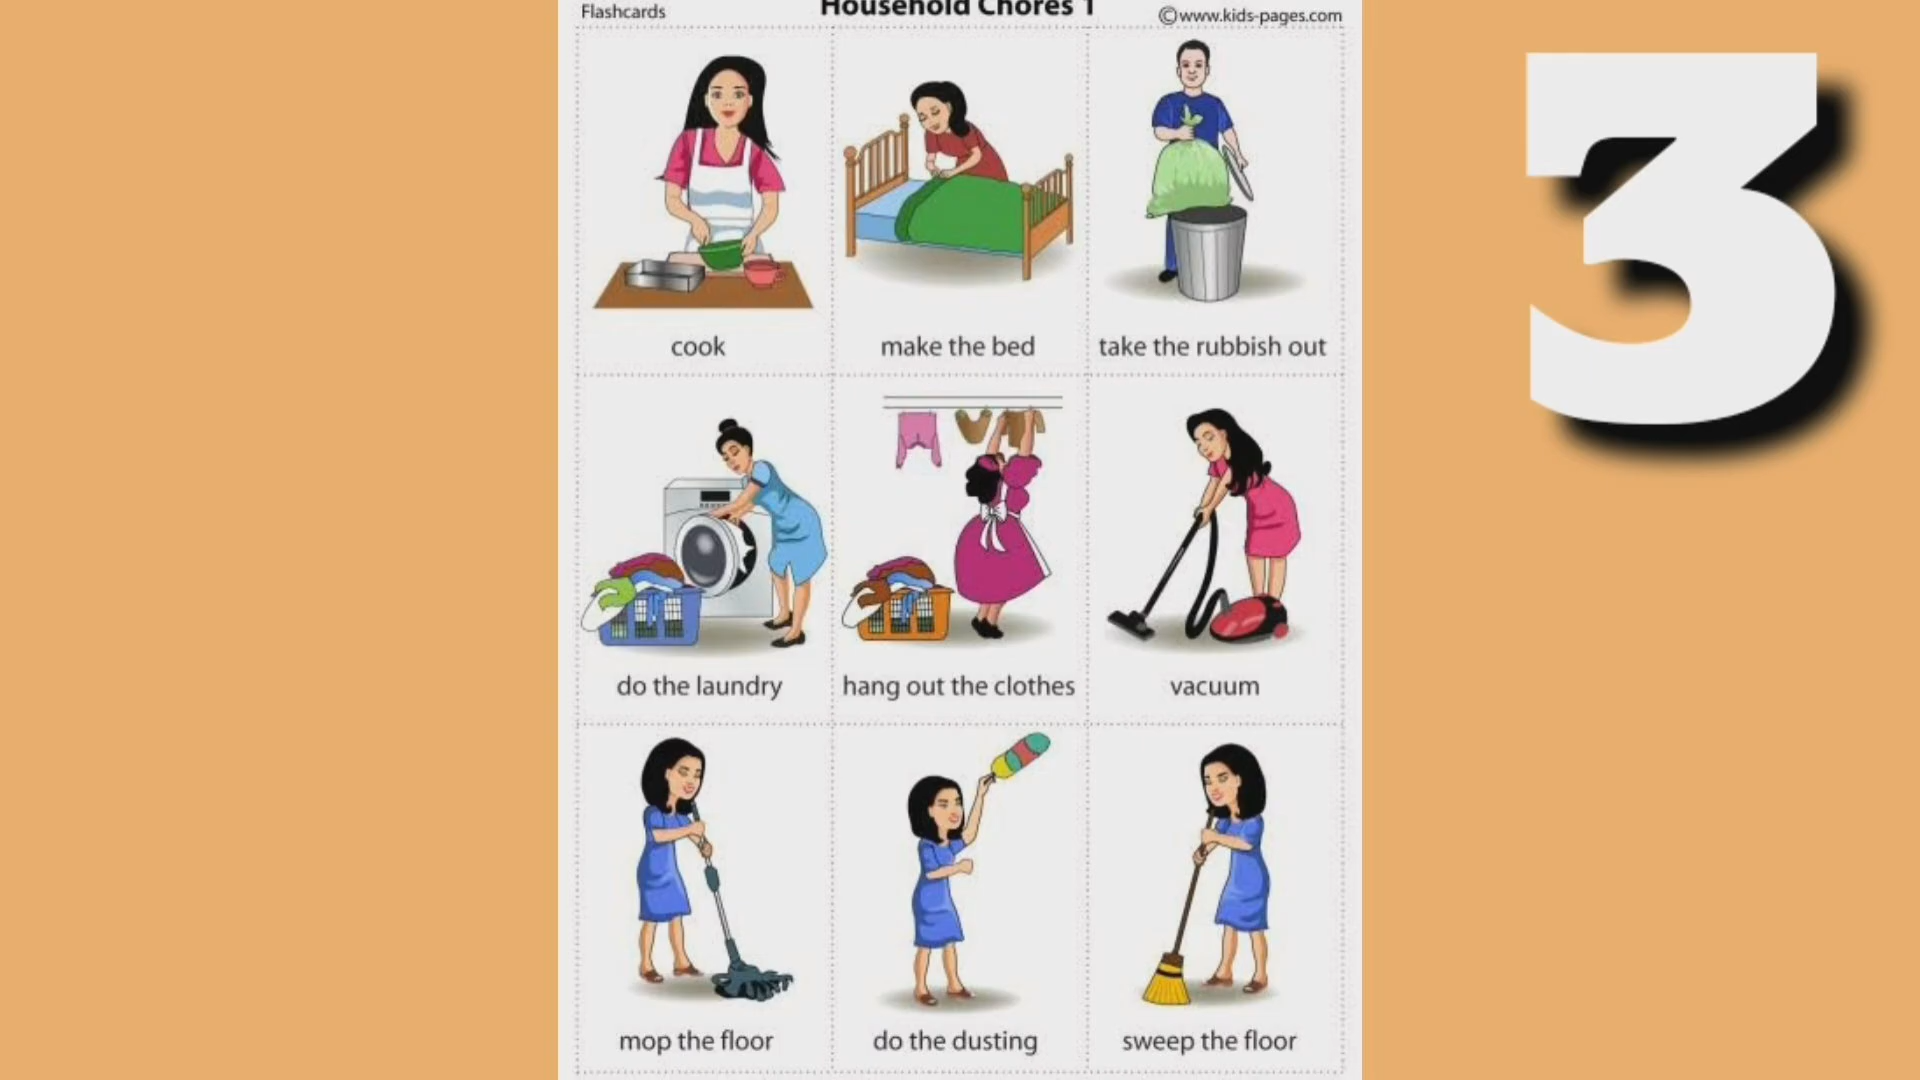 Flashcards
Household Chores 1
©www.kids-pages.com
3
cook
make the bed
take the rubbish out
do the laundry
hang out the clothes
vacuum
mop the floor
do the dusting
sweep the floor